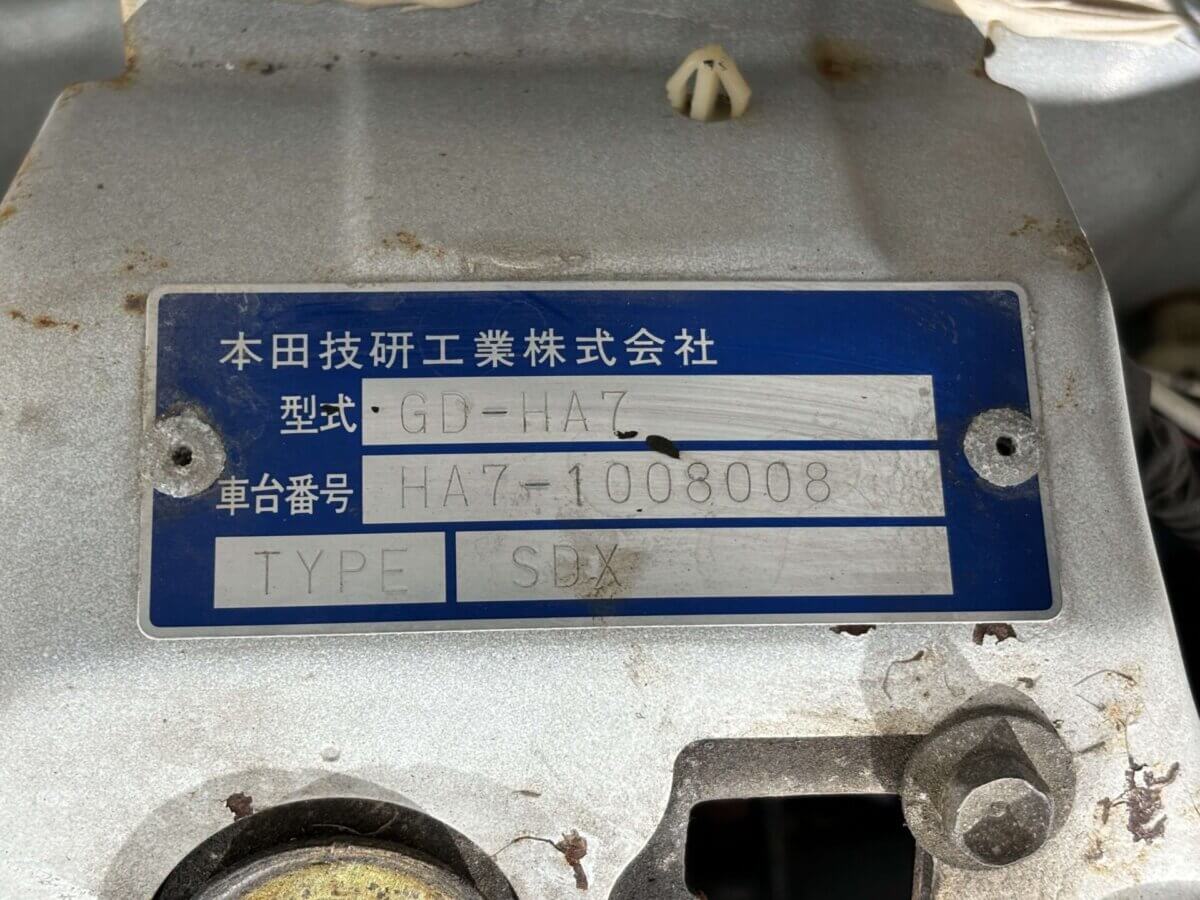 本田技研工業株式会社
型式 GD-HA7
車台番号 HA7-1008008
TYPE SDX